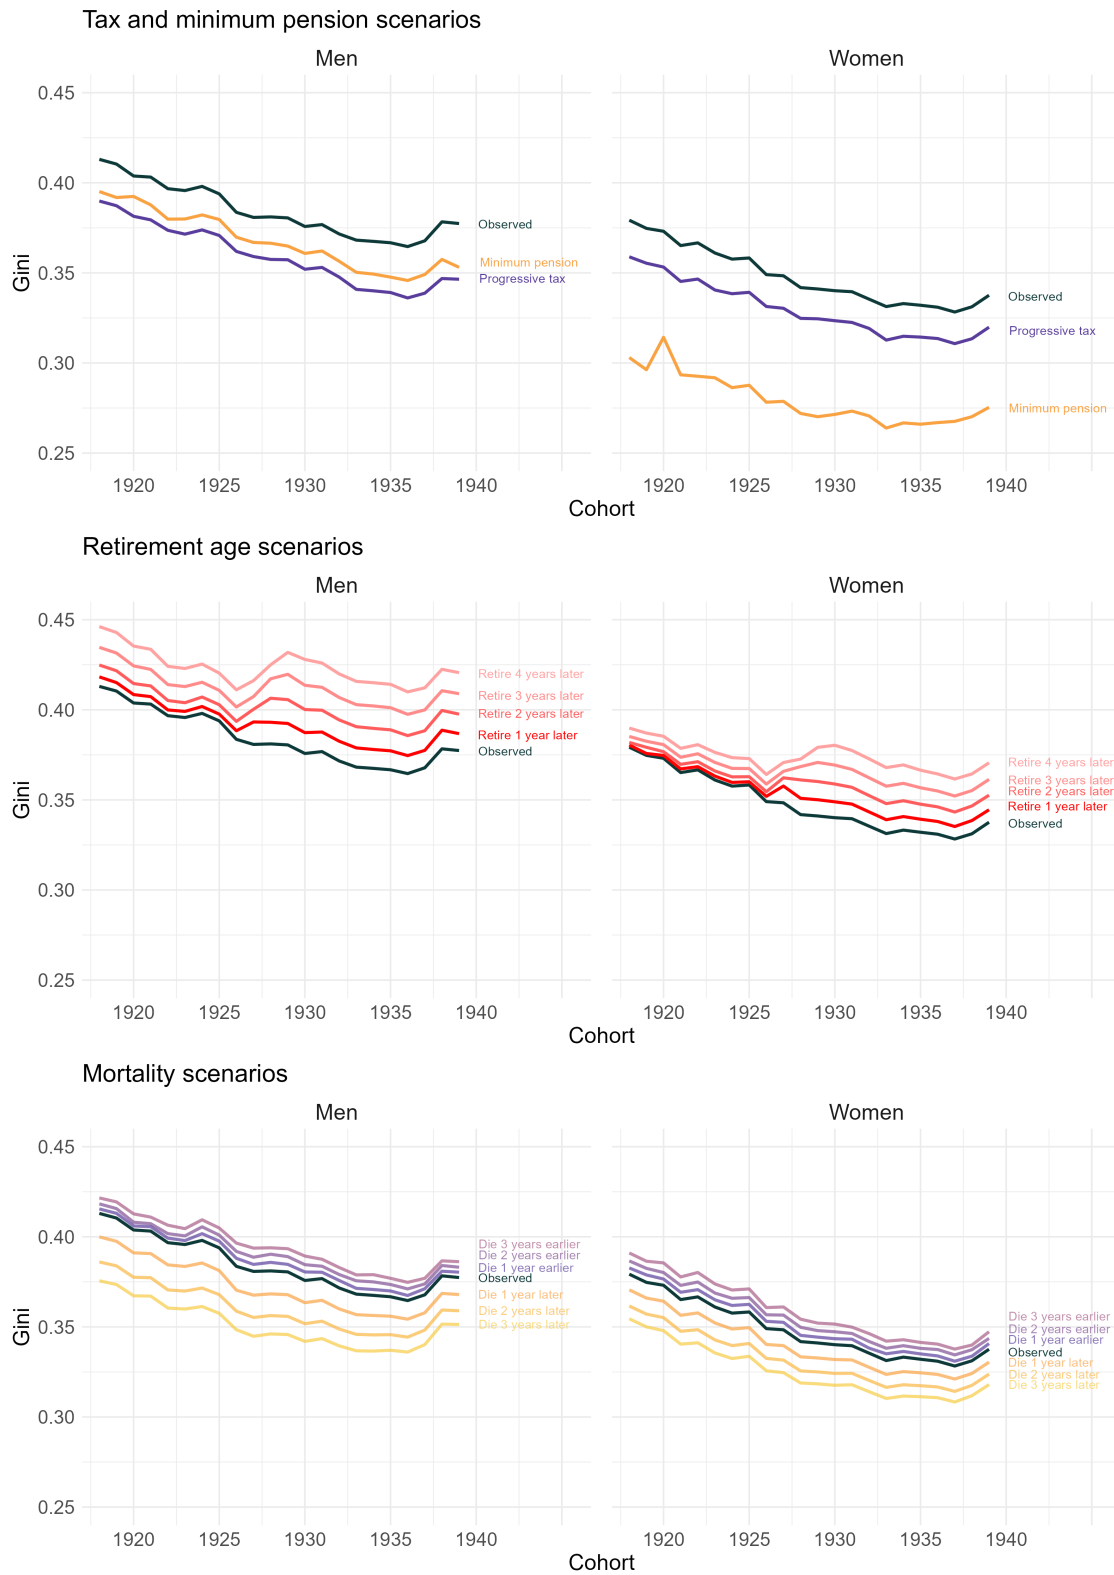 Tax and minimum pension scenarios
Men
Women
Gini
0.45
0.40
0.35
0.30
0.25
Observed
Minimum pension
Progressive tax
Observed
Progressive tax
Minimum pension
1920 1925 1930 1935 1940
1920 1925 1930 1935 1940
Cohort
Retirement age scenarios
Men
Women
Gini
0.45
0.40
0.35
0.30
0.25
Retire 4 years later
Retire 3 years later
Retire 2 years later
Retire 1 year later
Observed
Retire 4 years later
Retire 3 years later
Retire 2 years later
Retire 1 year later
Observed
1920 1925 1930 1935 1940
1920 1925 1930 1935 1940
Cohort
Mortality scenarios
Men
Women
Gini
0.45
0.40
0.35
0.30
0.25
Die 3 years earlier
Die 2 years earlier
Die 1 year earlier
Observed
Die 1 year later
Die 2 years later
Die 3 years later
Die 3 years earlier
Die 2 years earlier
Die 1 year earlier
Observed
Die 1 year later
Die 2 years later
Die 3 years later
1920 1925 1930 1935 1940
1920 1925 1930 1935 1940
Cohort